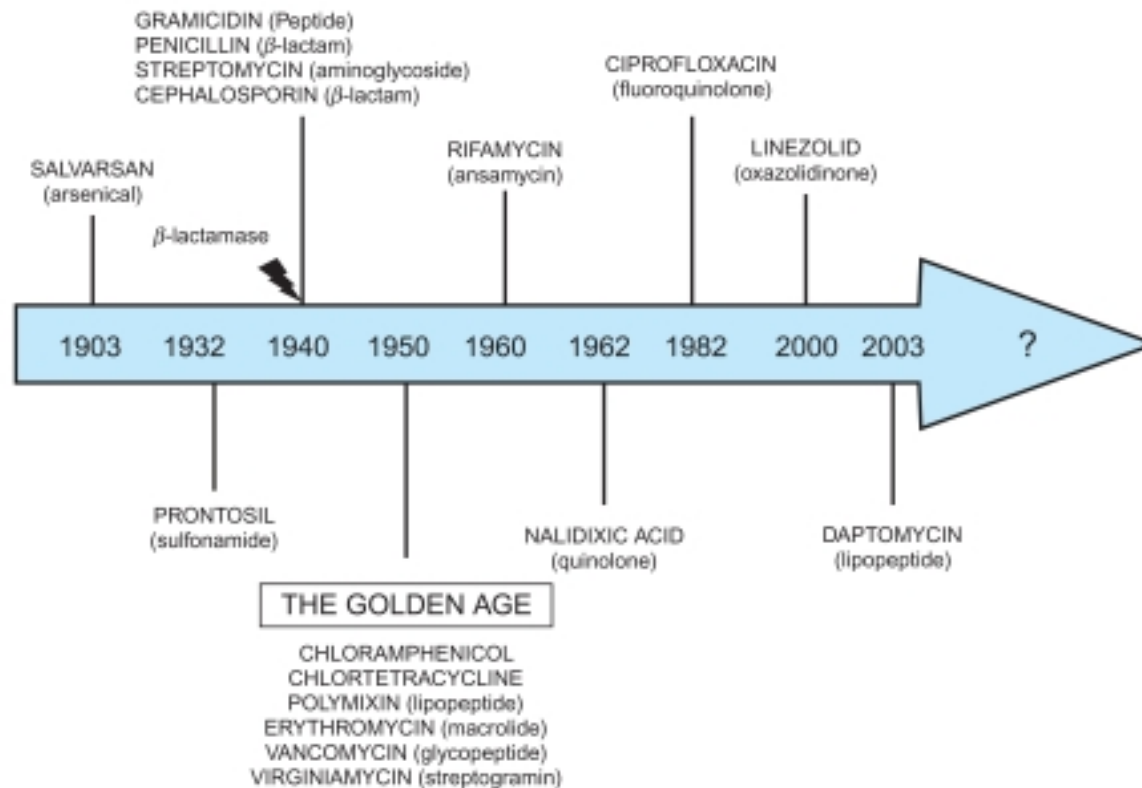 GRAMICIDIN (Peptide)
PENICILLIN (β-lactam)
STREPTOMYCIN (aminoglycoside)
CEPHALOSPORIN (β-lactam)
CIPROFLOXACIN
(fluoroquinolone)
SALVARSAN
(arsenical)
RIFAMYCIN
(ansamycin)
LINEZOLID
(oxazolidinone)
β-lactamase
1903 1932 1940 1950 1960 1962 1982 2000 2003 ?
PRONTOSIL
(sulfonamide)
NALIDIXIC ACID
(quinolone)
DAPTOMYCIN
(lipopeptide)
THE GOLDEN AGE
CHLORAMPHENICOL
CHLORTETRACYCLINE
POLYMIXIN (lipopeptide)
ERYTHROMYCIN (macrolide)
VANCOMYCIN (glycopeptide)
VIRGINIAMYCIN (streptogramin)